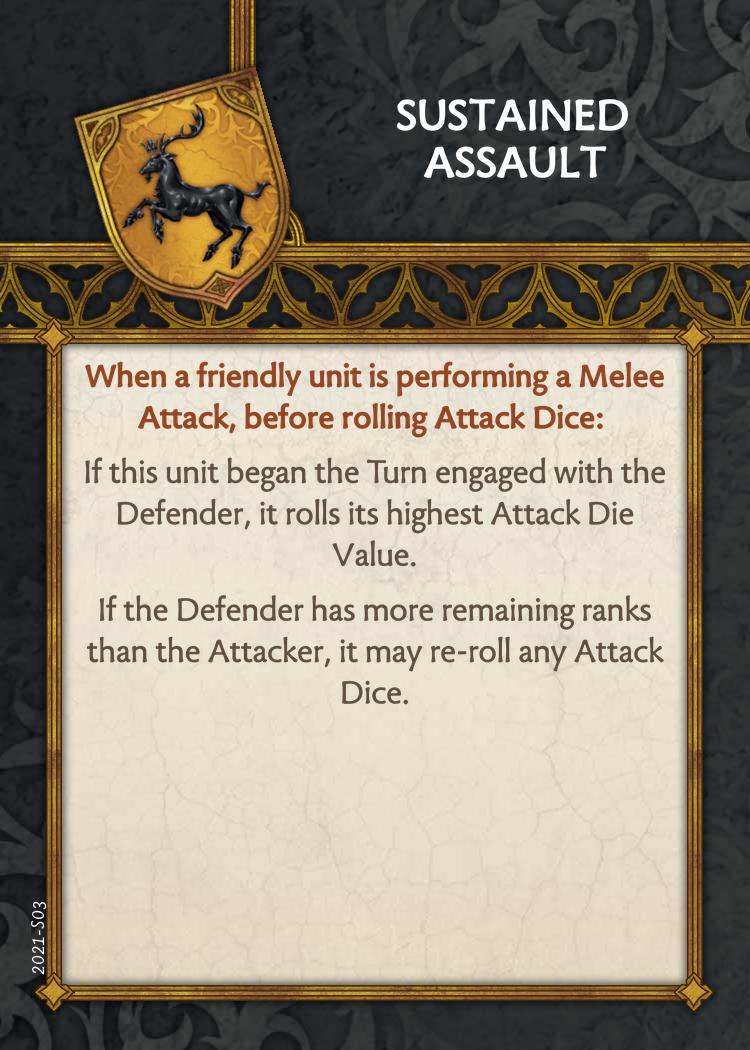 SUSTAINED
ASSAULT
When a friendly unit is performing a Melee
Attack, before rolling Attack Dice:
If this unit began the Turn engaged with the
Defender, it rolls its highest Attack Die
Value.
If the Defender has more remaining ranks
than the Attacker, it may re-roll any Attack
Dice.
2021-S03